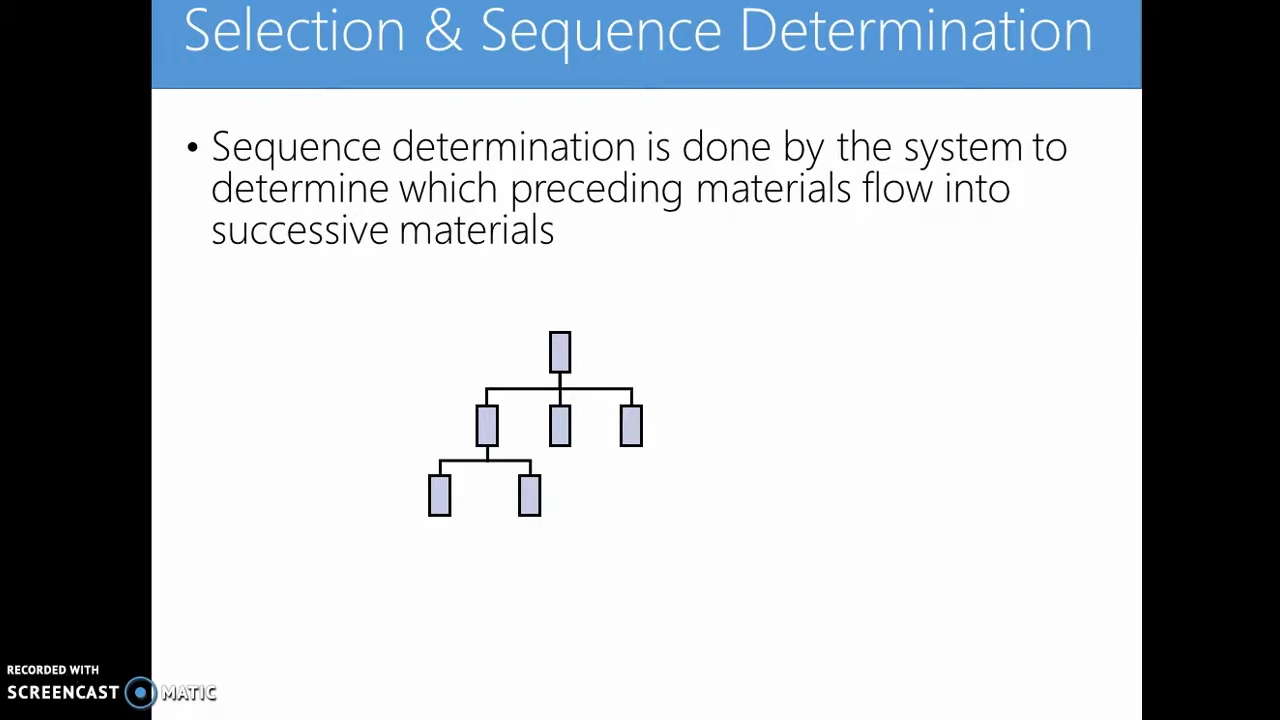 Selection & Sequence Determination
• Sequence determination is done by the system to
determine which preceding materials flow into
successive materials
RECORDED WITH
SCREENCAST MATIC